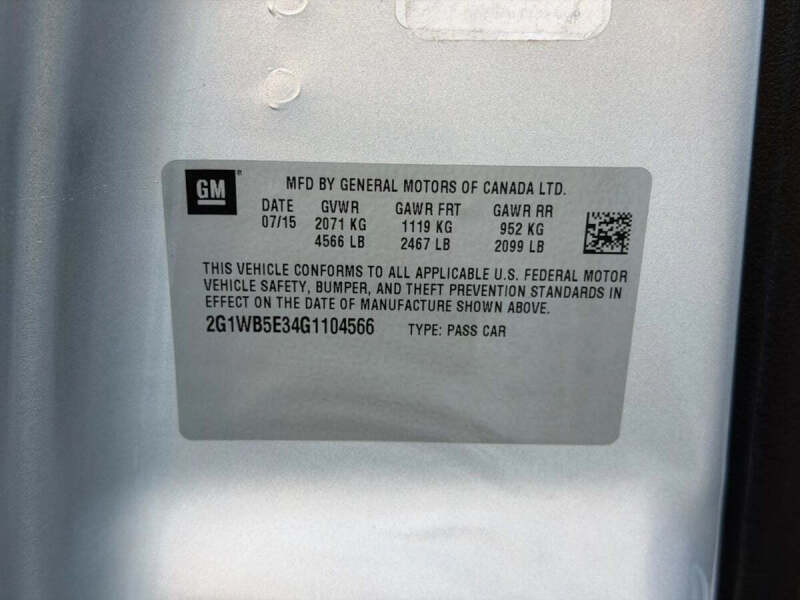 GM
MFD BY GENERAL MOTORS OF CANADA LTD.
DATE GVWR GAWR FRT GAWR RR
07/15 2071 KG 1119 KG 952 KG
4566 LB 2467 LB 2099 LB
THIS VEHICLE CONFORMS TO ALL APPLICABLE U.S. FEDERAL MOTOR
VEHICLE SAFETY, BUMPER, AND THEFT PREVENTION STANDARDS IN
EFFECT ON THE DATE OF MANUFACTURE SHOWN ABOVE.
2G1WB5E34G1104566 TYPE: PASS CAR